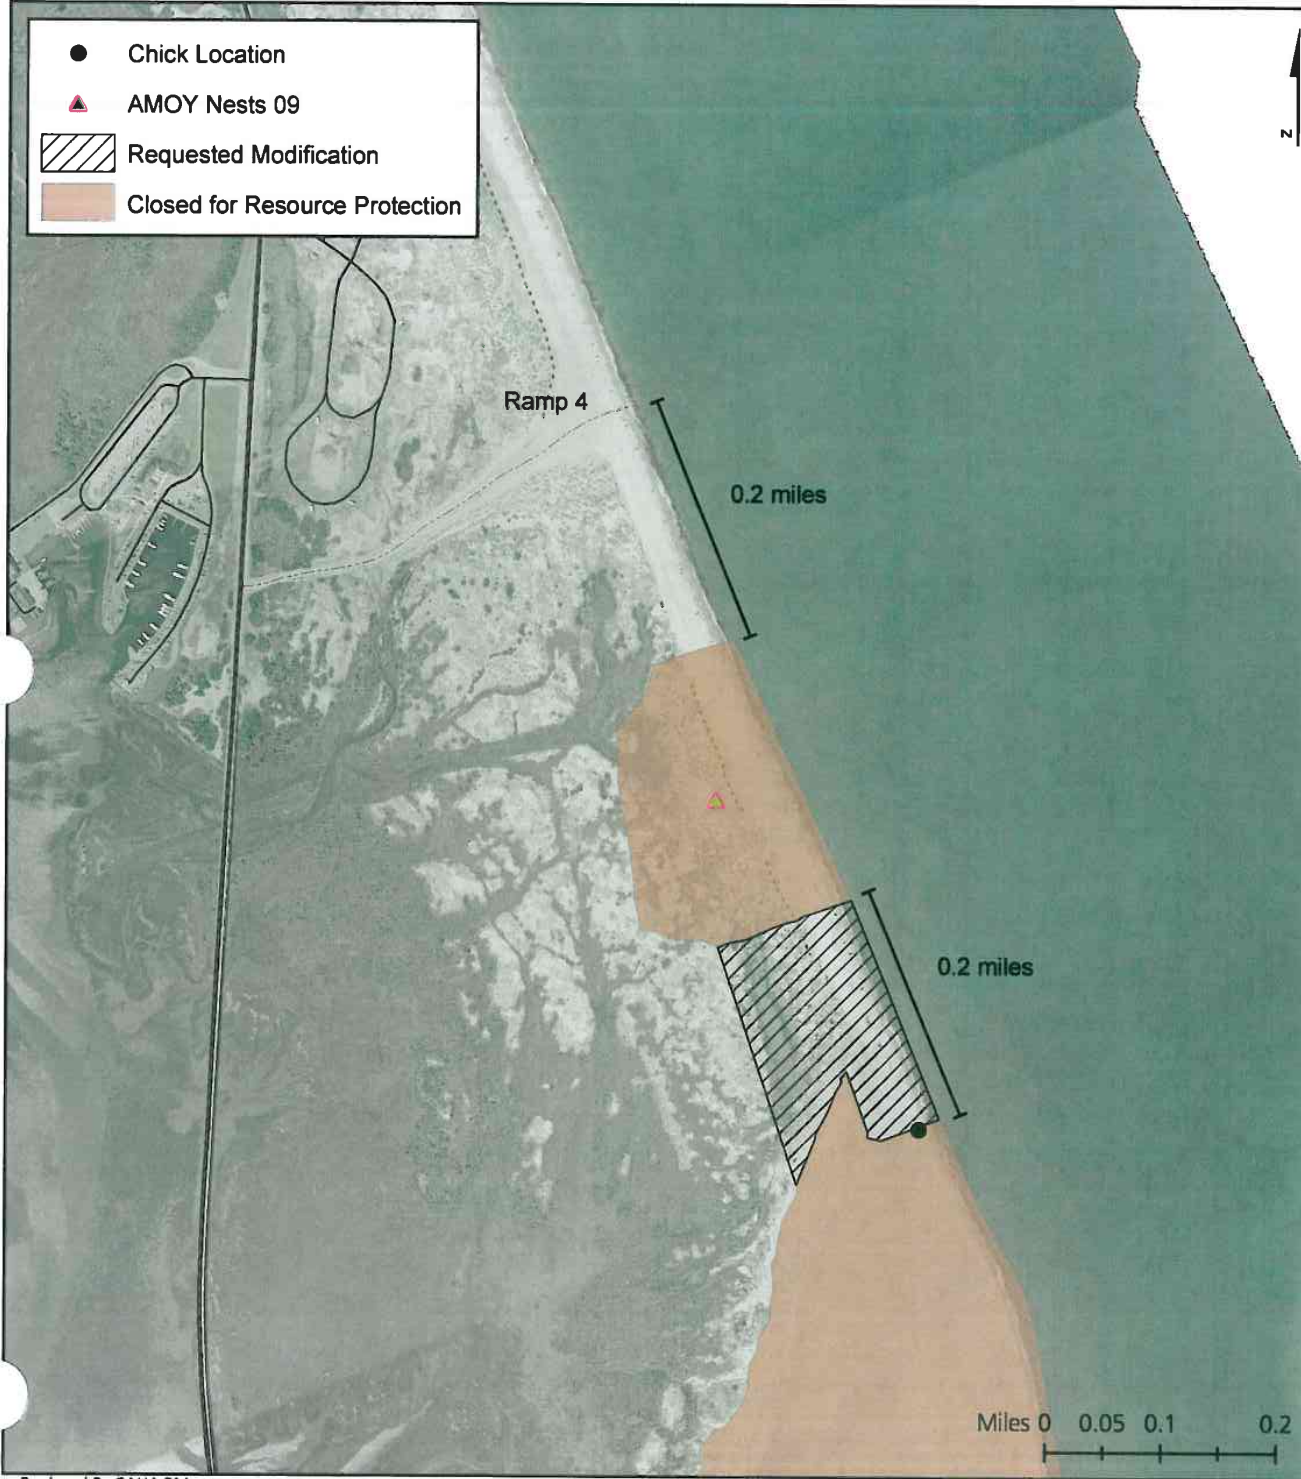 Chick Location
AMOY Nests 09
Requested Modification
Closed for Resource Protection
N
Ramp 4
0.2 miles
0.2 miles
Miles 0 0.05 0.1 0.2